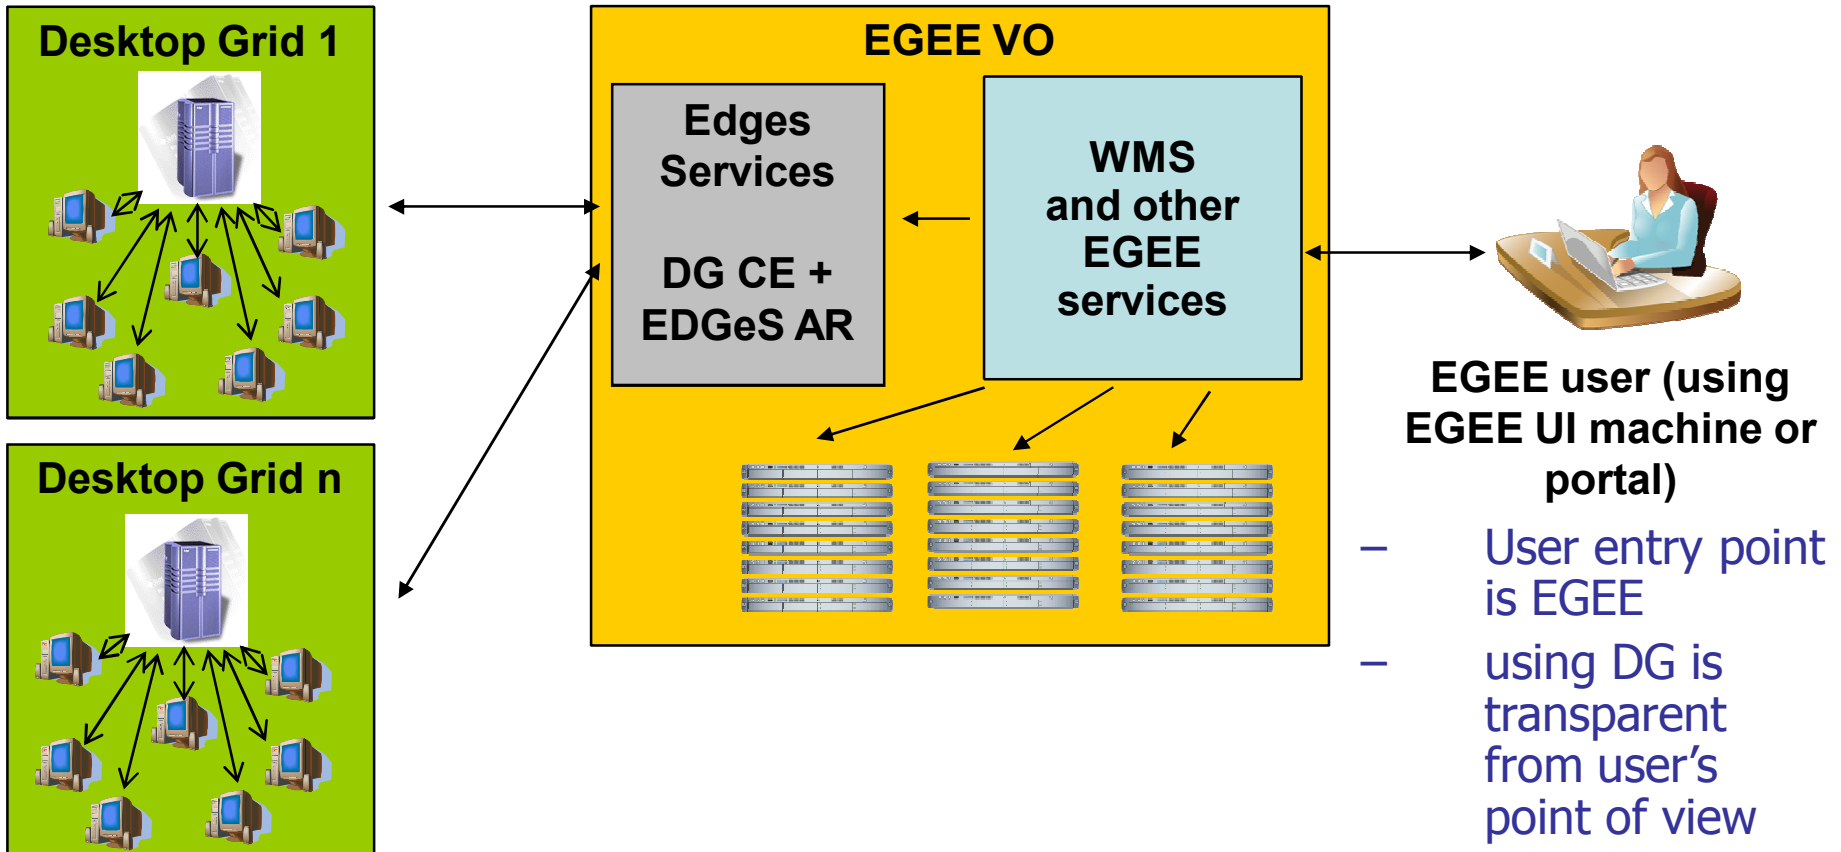 Desktop Grid 1
EGEE VO
Edges
Services
DG CE +
EDGeS AR
WMS
and other
EGEE
services
EGEE user (using
EGEE UI machine or
portal)
– User entry point
is EGEE
– using DG is
transparent
from user’s
point of view
Desktop Grid n